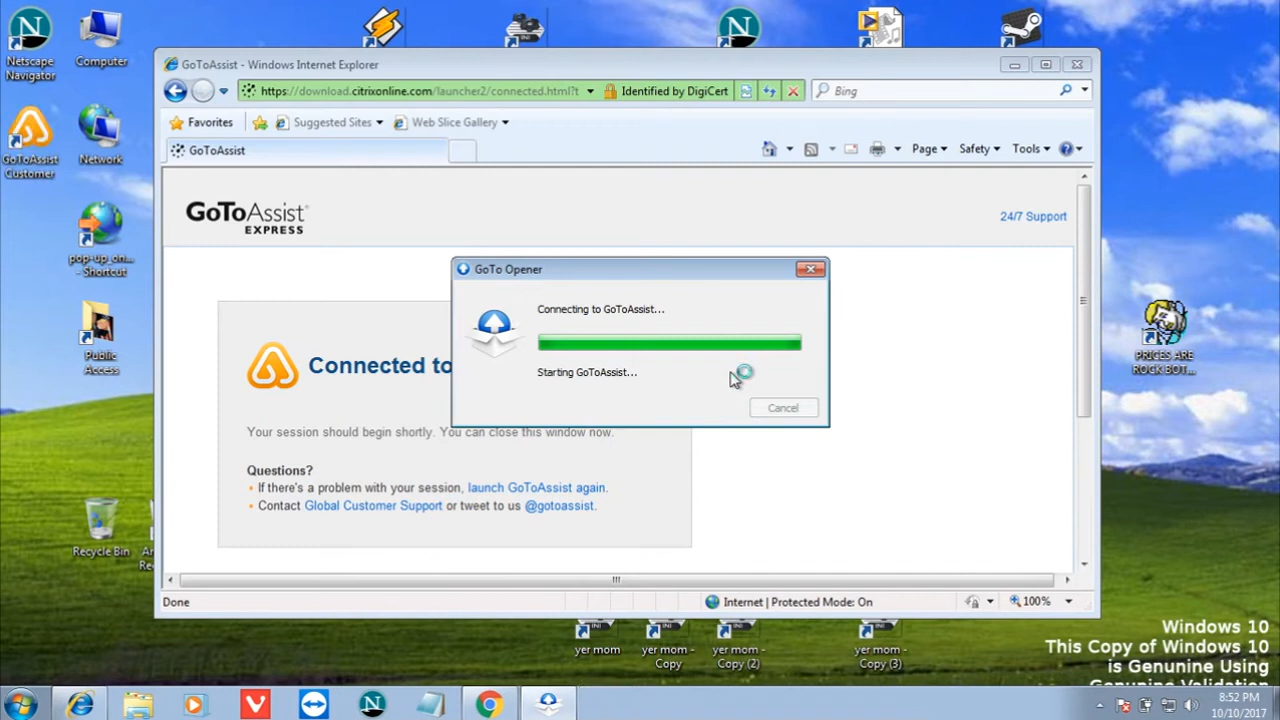 Netscape
Navigator
Computer
GoToAssist
Customer
Network
pop-up_on...
- Shortcut
Public
Access
Recycle Bin
GoToAssist - Windows Internet Explorer
https://download.citrixonline.com/launcher2/connected.html?t
Identified by DigiCert
Bing
Favorites
Suggested Sites
Web Slice Gallery
GoToAssist
Page
Safety
Tools
GoToAssist
EXPRESS
24/7 Support
GoTo Opener
Connecting to GoToAssist...
Starting GoToAssist...
Cancel
Connected to
Your session should begin shortly. You can close this window now.
Questions?
If there's a problem with your session, launch GoToAssist again.
Contact Global Customer Support or tweet to us @gotoassist.
Done
Internet | Protected Mode: On
100%
PRICES ARE
ROCK BOT...
yer mom
yer mom -
Copy
yer mom -
Copy (2)
yer mom -
Copy (3)
Windows 10
This Copy of Windows 10
is Genunine Using
Genunine Validation
8:52 PM
10/10/2017